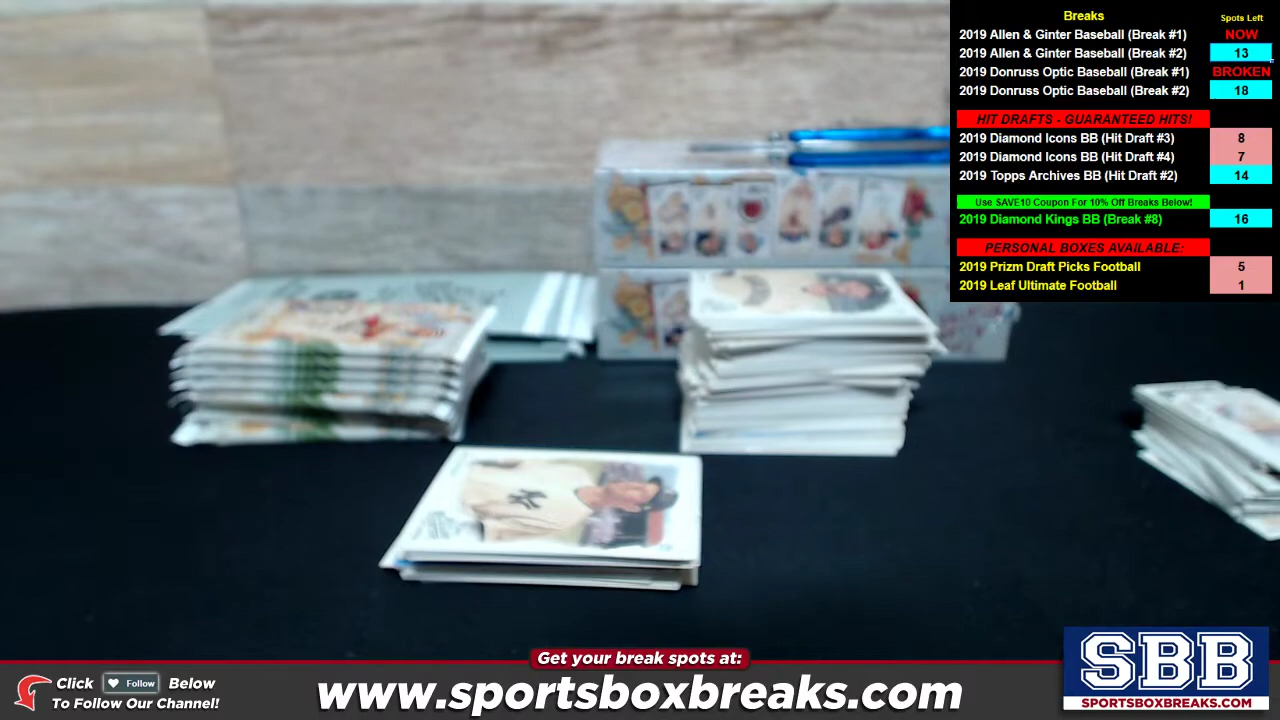 Breaks Spots Left
2019 Allen & Ginter Baseball (Break #1) NOW
2019 Allen & Ginter Baseball (Break #2) 13
2019 Donruss Optic Baseball (Break #1) BROKEN
2019 Donruss Optic Baseball (Break #2) 18
HIT DRAFTS - GUARANTEED HITS!
2019 Diamond Icons BB (Hit Draft #3) 8
2019 Diamond Icons BB (Hit Draft #4) 7
2019 Topps Archives BB (Hit Draft #2) 14
Use SAVE10 Coupon For 10% Off Breaks Below!
2019 Diamond Kings BB (Break #8) 16
PERSONAL BOXES AVAILABLE:
2019 Prizm Draft Picks Football 5
2019 Leaf Ultimate Football 1
Get your break spots at:
Click Follow Below
To Follow Our Channel!
www.sportsboxbreaks.com
SBB
SPORTSBOXBREAKS.COM